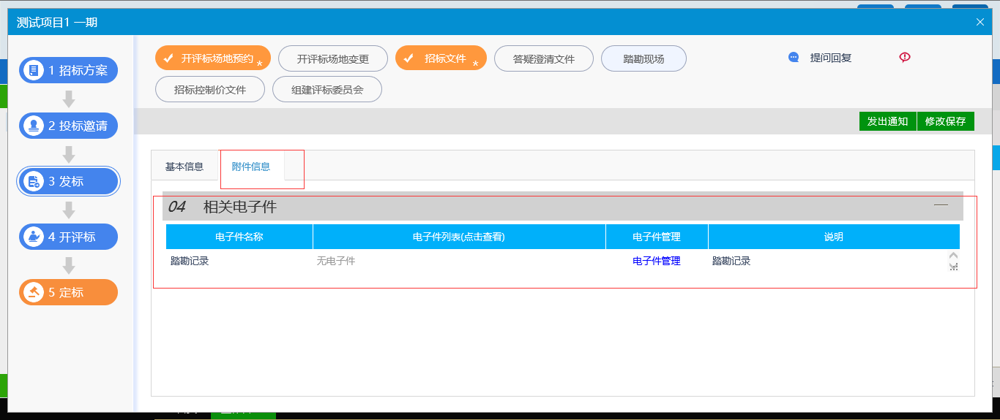 测试项目1 一期
1 招标方案
2 投标邀请
3 发标
4 开评标
5 定标
开评标场地预约 *
开评标场地变更
招标文件 *
答疑澄清文件
踏勘现场
提问回复
招标控制价文件
组建评标委员会
发出通知
修改保存
基本信息
附件信息
04 相关电子件
电子件名称 电子件列表(点击查看) 电子件管理 说明
踏勘记录 无电子件 电子件管理 踏勘记录